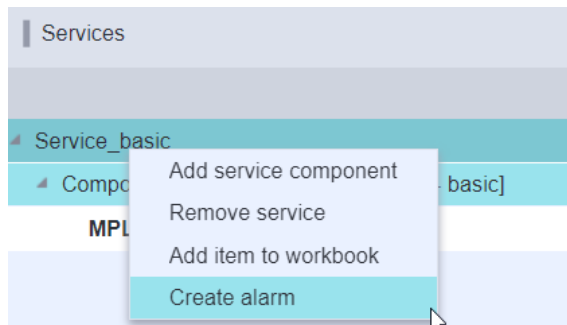 Services
Service_basic
Add service component
Compo basic]
Remove service
MPL
Add item to workbook
Create alarm